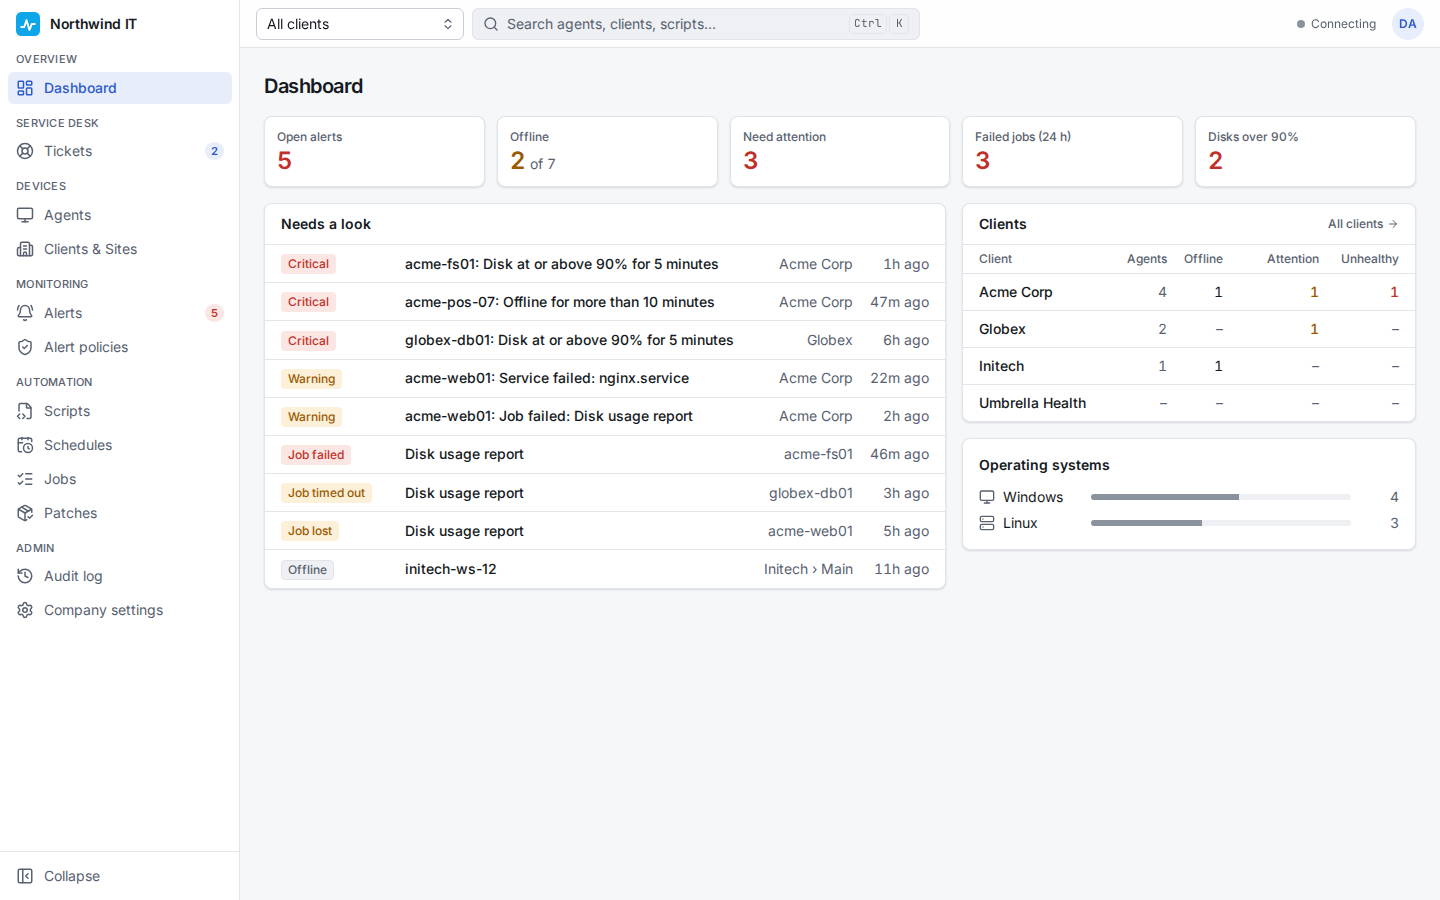 Northwind IT
All clients
Search agents, clients, scripts...
Ctrl K
Connecting
DA
OVERVIEW
Dashboard
SERVICE DESK
Tickets 2
DEVICES
Agents
Clients & Sites
MONITORING
Alerts 5
Alert policies
AUTOMATION
Scripts
Schedules
Jobs
Patches
ADMIN
Audit log
Company settings
Collapse
Dashboard
Open alerts
5
Offline
2 of 7
Need attention
3
Failed jobs (24 h)
3
Disks over 90%
2
Needs a look
Critical acme-fs01: Disk at or above 90% for 5 minutes Acme Corp 1h ago
Critical acme-pos-07: Offline for more than 10 minutes Acme Corp 47m ago
Critical globex-db01: Disk at or above 90% for 5 minutes Globex 6h ago
Warning acme-web01: Service failed: nginx.service Acme Corp 22m ago
Warning acme-web01: Job failed: Disk usage report Acme Corp 2h ago
Job failed Disk usage report acme-fs01 46m ago
Job timed out Disk usage report globex-db01 3h ago
Job lost Disk usage report acme-web01 5h ago
Offline initech-ws-12 Initech › Main 11h ago
Clients All clients →
Client Agents Offline Attention Unhealthy
Acme Corp 4 1 1 1
Globex 2 – 1 –
Initech 1 1 – –
Umbrella Health – – – –
Operating systems
Windows 4
Linux 3